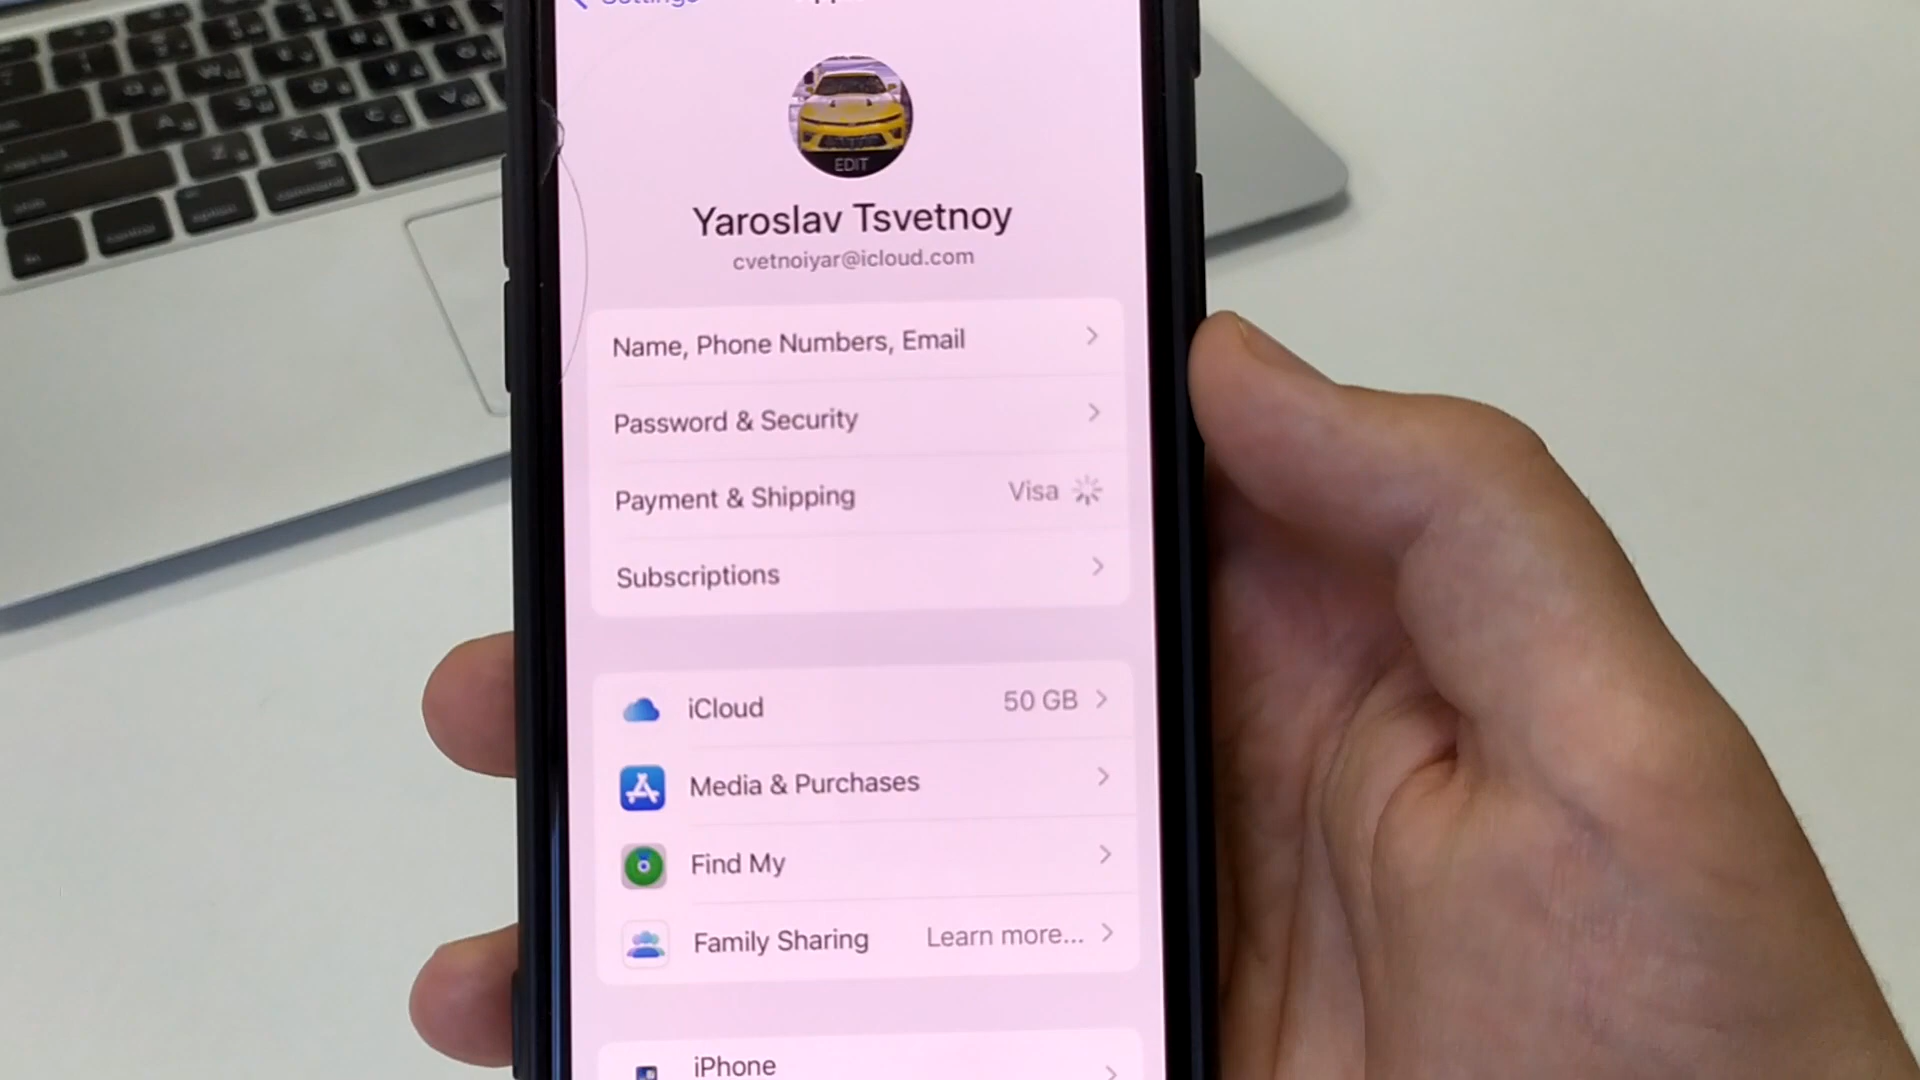 Settings
EDIT
Yaroslav Tsvetnoy
cvetnoiyar@icloud.com
Name, Phone Numbers, Email
Password & Security
Payment & Shipping Visa
Subscriptions
iCloud 50 GB
Media & Purchases
Find My
Family Sharing Learn more...
iPhone